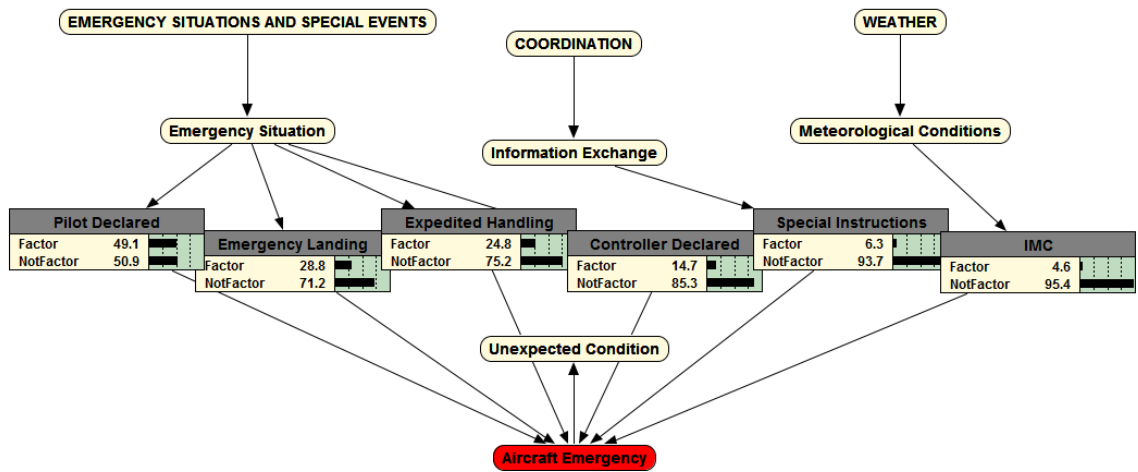 EMERGENCY SITUATIONS AND SPECIAL EVENTS
COORDINATION
WEATHER
Emergency Situation
Information Exchange
Meteorological Conditions
Pilot Declared
Factor 49.1
NotFactor 50.9
Emergency Landing
Factor 28.8
NotFactor 71.2
Expedited Handling
Factor 24.8
NotFactor 75.2
Controller Declared
Factor 14.7
NotFactor 85.3
Special Instructions
Factor 6.3
NotFactor 93.7
IMC
Factor 4.6
NotFactor 95.4
Unexpected Condition
Aircraft Emergency